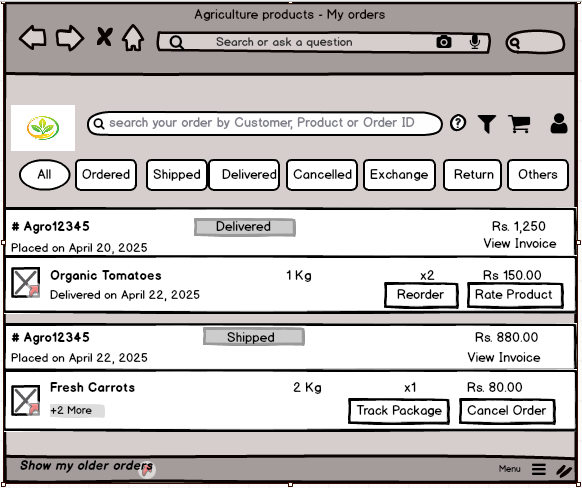 Agriculture products - My orders
Search or ask a question
search your order by Customer, Product or Order ID
?
All Ordered Shipped Delivered Cancelled Exchange Return Others
# Agro12345 Delivered Rs. 1,250
Placed on April 20, 2025 View Invoice
Organic Tomatoes 1 Kg x2 Rs 150.00
Delivered on April 22, 2025 Reorder Rate Product
# Agro12345 Shipped Rs. 880.00
Placed on April 22, 2025 View Invoice
Fresh Carrots 2 Kg x1 Rs. 80.00
+2 More Track Package Cancel Order
Show my older orders Menu